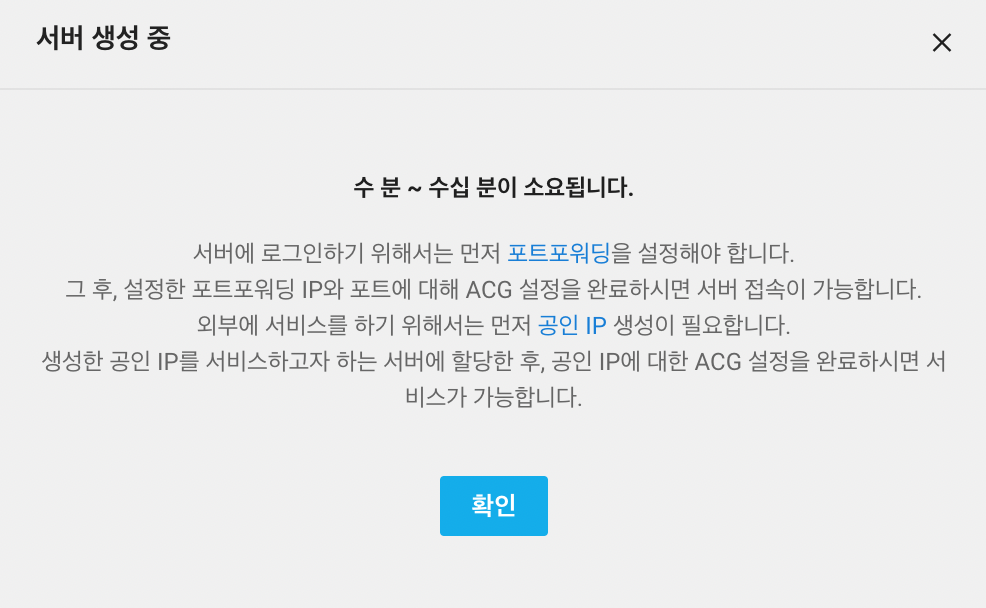 서버 생성 중
수 분 ~ 수십 분이 소요됩니다.
서버에 로그인하기 위해서는 먼저 포트포워딩을 설정해야 합니다.
그 후, 설정한 포트포워딩 IP와 포트에 대해 ACG 설정을 완료하시면 서버 접속이 가능합니다.
외부에 서비스를 하기 위해서는 먼저 공인 IP 생성이 필요합니다.
생성한 공인 IP를 서비스하고자 하는 서버에 할당한 후, 공인 IP에 대한 ACG 설정을 완료하시면 서
비스가 가능합니다.
확인